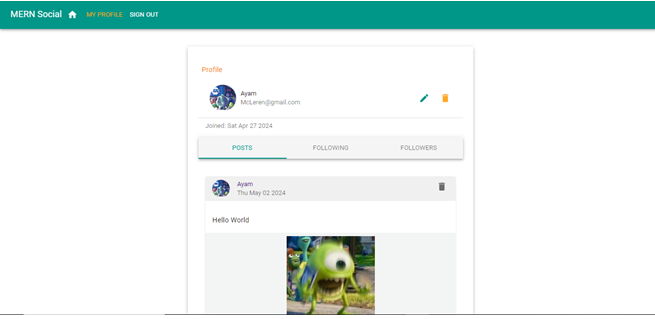 MERN Social MY PROFILE SIGN OUT
Profile
Ayam
McLeren@gmail.com
Joined: Sat Apr 27 2024
POSTS FOLLOWING FOLLOWERS
Ayam
Thu May 02 2024
Hello World